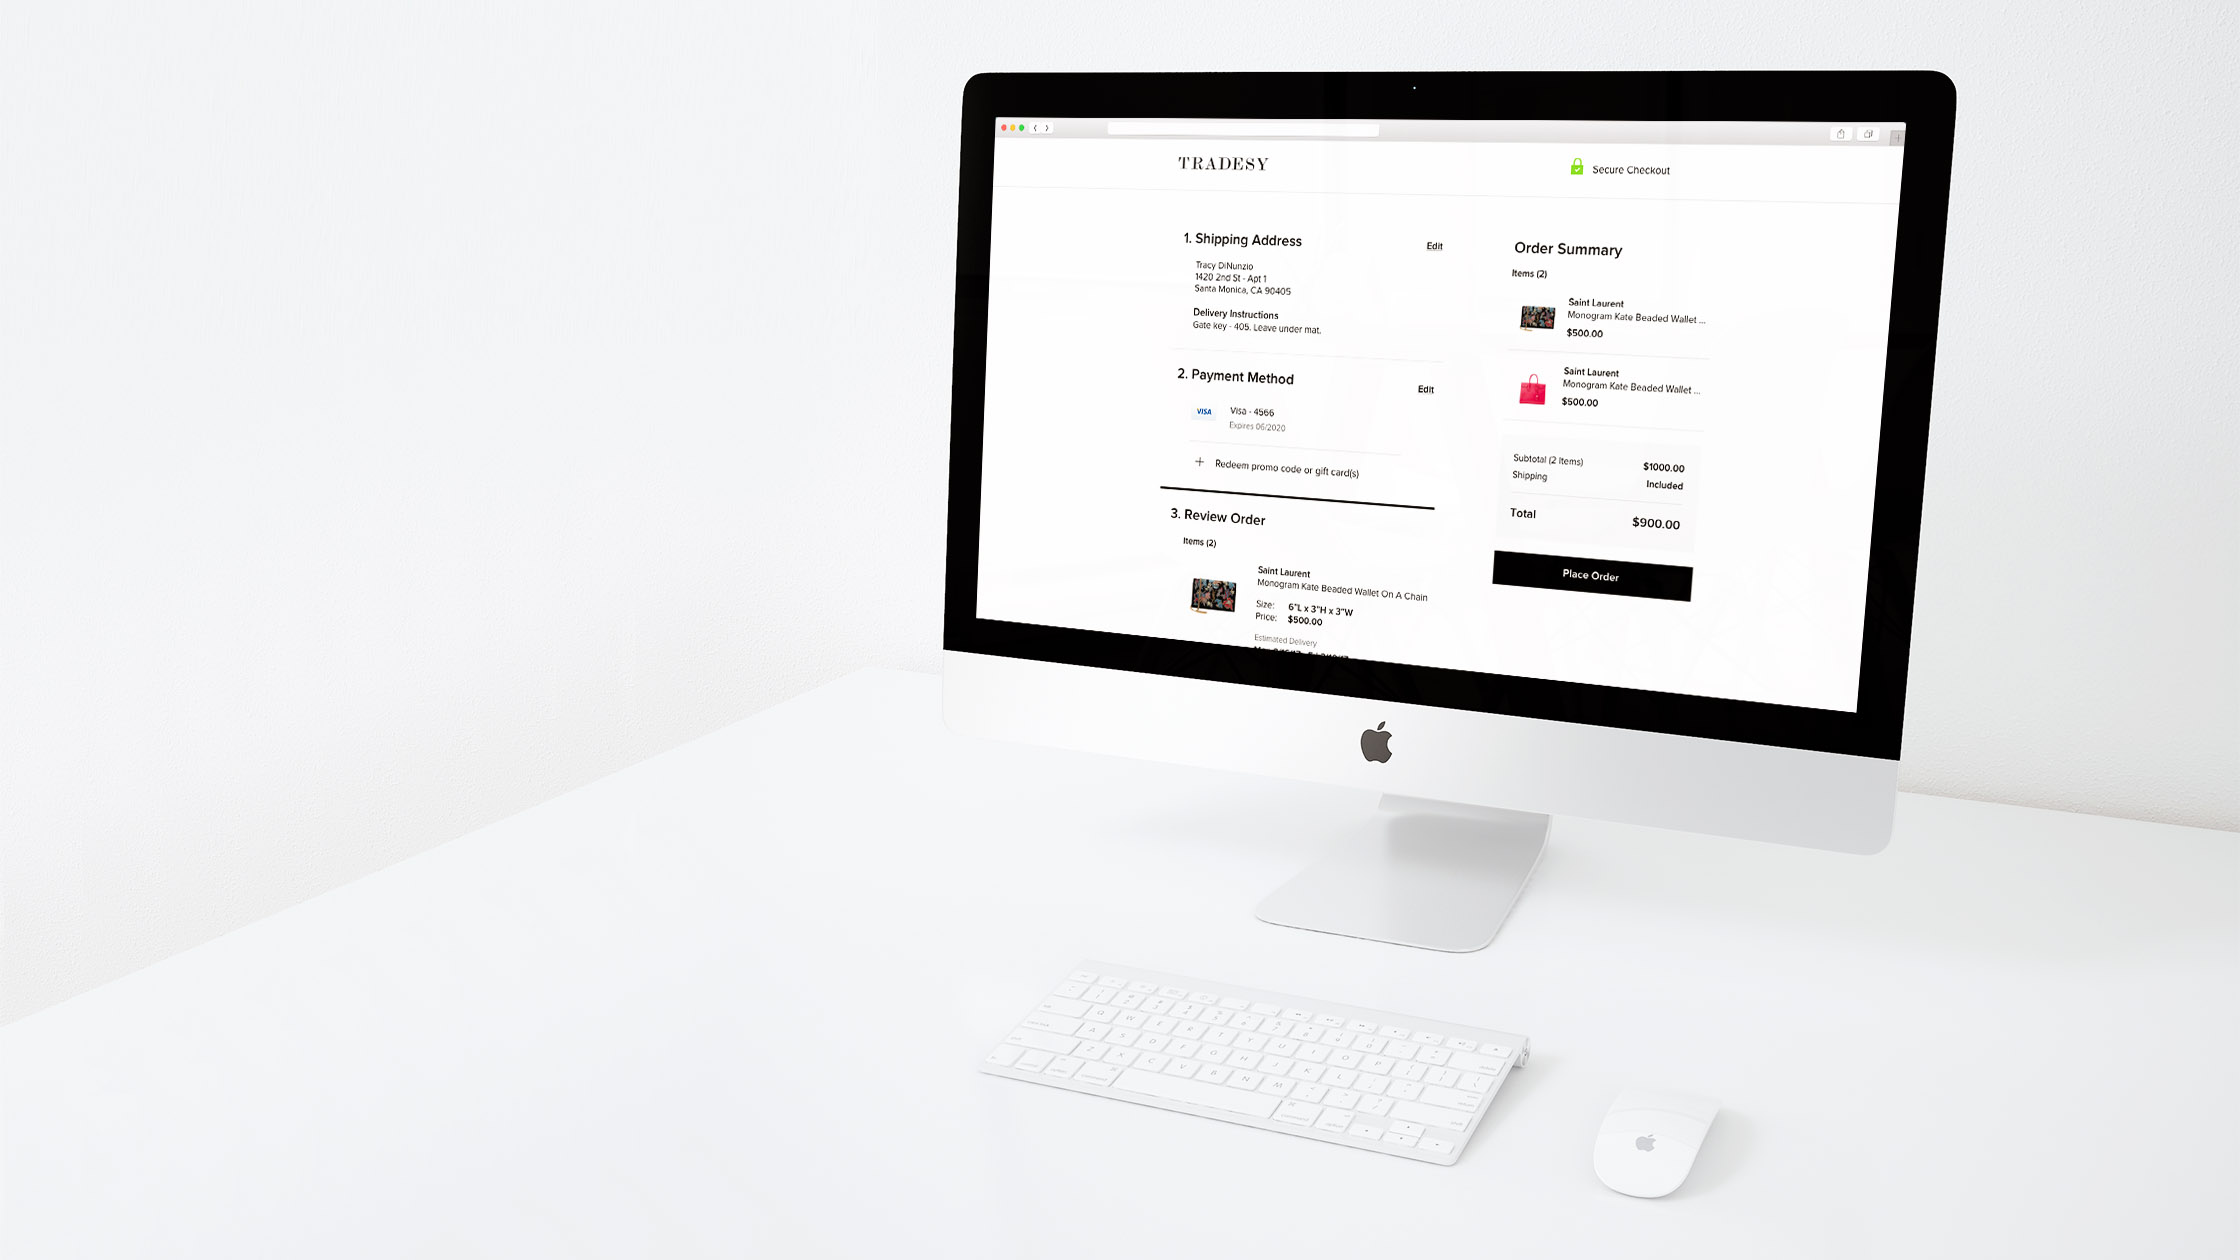 TRADESY
Secure Checkout
1. Shipping Address
Edit
Tracy DiNunzio
1420 2nd St - Apt 1
Santa Monica, CA 90405
Delivery Instructions
Gate key - 405. Leave under mat.
2. Payment Method
Edit
VISA
Visa - 4566
Expires 06/2020
+ Redeem promo code or gift card(s)
3. Review Order
Items (2)
Saint Laurent
Monogram Kate Beaded Wallet On A Chain
Size: 6"L x 3"H x 3"W
Price: $500.00
Estimated Delivery
Order Summary
Items (2)
Saint Laurent
Monogram Kate Beaded Wallet ...
$500.00
Saint Laurent
Monogram Kate Beaded Wallet ...
$500.00
Subtotal (2 Items) $1000.00
Shipping Included
Total $900.00
Place Order
Q W E R T Y U I O P
A S D F G H J K L
Z X C V B N M